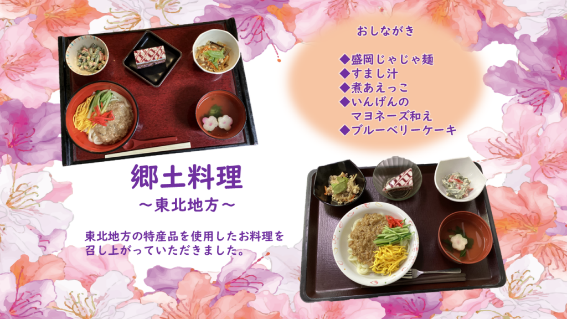 おしながき
◆盛岡じゃじゃ麺
◆すまし汁
◆煮あえっこ
◆いんげんの
マヨネーズ和え
◆ブルーベリーケーキ
郷土料理
～東北地方～
東北地方の特産品を使用したお料理を
召し上がっていただきました。